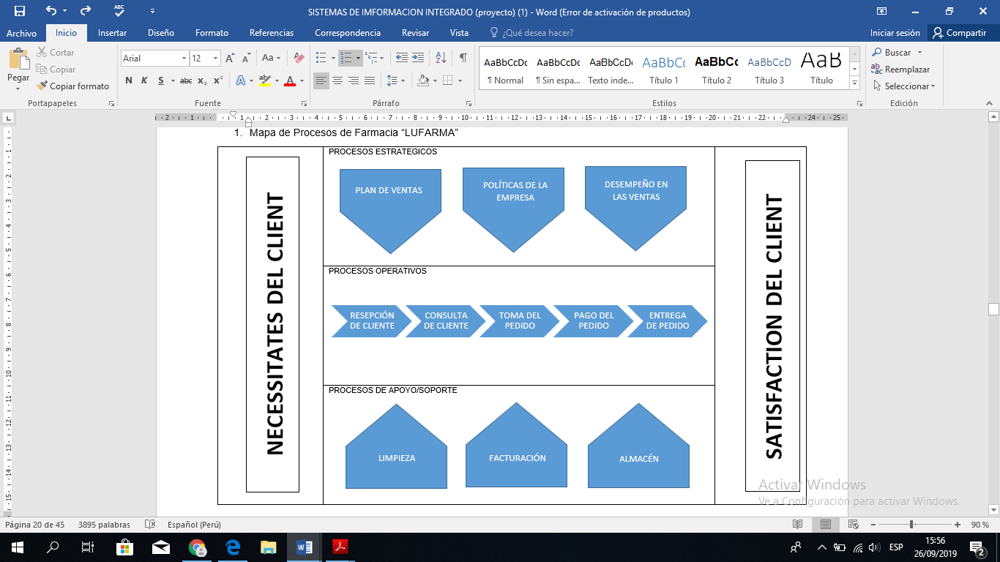 SISTEMAS DE IMFORMACION INTEGRADO (proyecto) (1) - Word (Error de activación de productos)
Archivo Inicio Insertar Diseño Formato Referencias Correspondencia Revisar Vista ¿Qué desea hacer? Iniciar sesión Compartir
Pegar
Cortar
Copiar
Copiar formato
Portapapeles
Arial 12
N K S abc x₂ x²
Fuente
Párrafo
AaBbCcDc AaBbCcDc AaBbCcDc AaBbCc AaBbCc AaBbCcD AaB
¶ Normal ¶ Sin espa... Texto inde... Título 1 Título 2 Título 3 Título
Estilos
Buscar
Reemplazar
Seleccionar
Edición
1. Mapa de Procesos de Farmacia “LUFARMA”
NECESSITATES DEL CLIENT
PROCESOS ESTRATEGICOS
PLAN DE VENTAS
POLÍTICAS DE LA
EMPRESA
DESEMPEÑO EN
LAS VENTAS
PROCESOS OPERATIVOS
RESEPCIÓN
DE CLIENTE
CONSULTA
DE CLIENTE
TOMA DEL
PEDIDO
PAGO DEL
PEDIDO
ENTREGA
DE PEDIDO
PROCESOS DE APOYO/SOPORTE
LIMPIEZA
FACTURACIÓN
ALMACÉN
SATISFACTION DEL CLIENT
Activar Windows
Ve a Configuración para activar Windows.
Página 20 de 45 3895 palabras Español (Perú) 90 %
ESP
15:56
26/09/2019
2